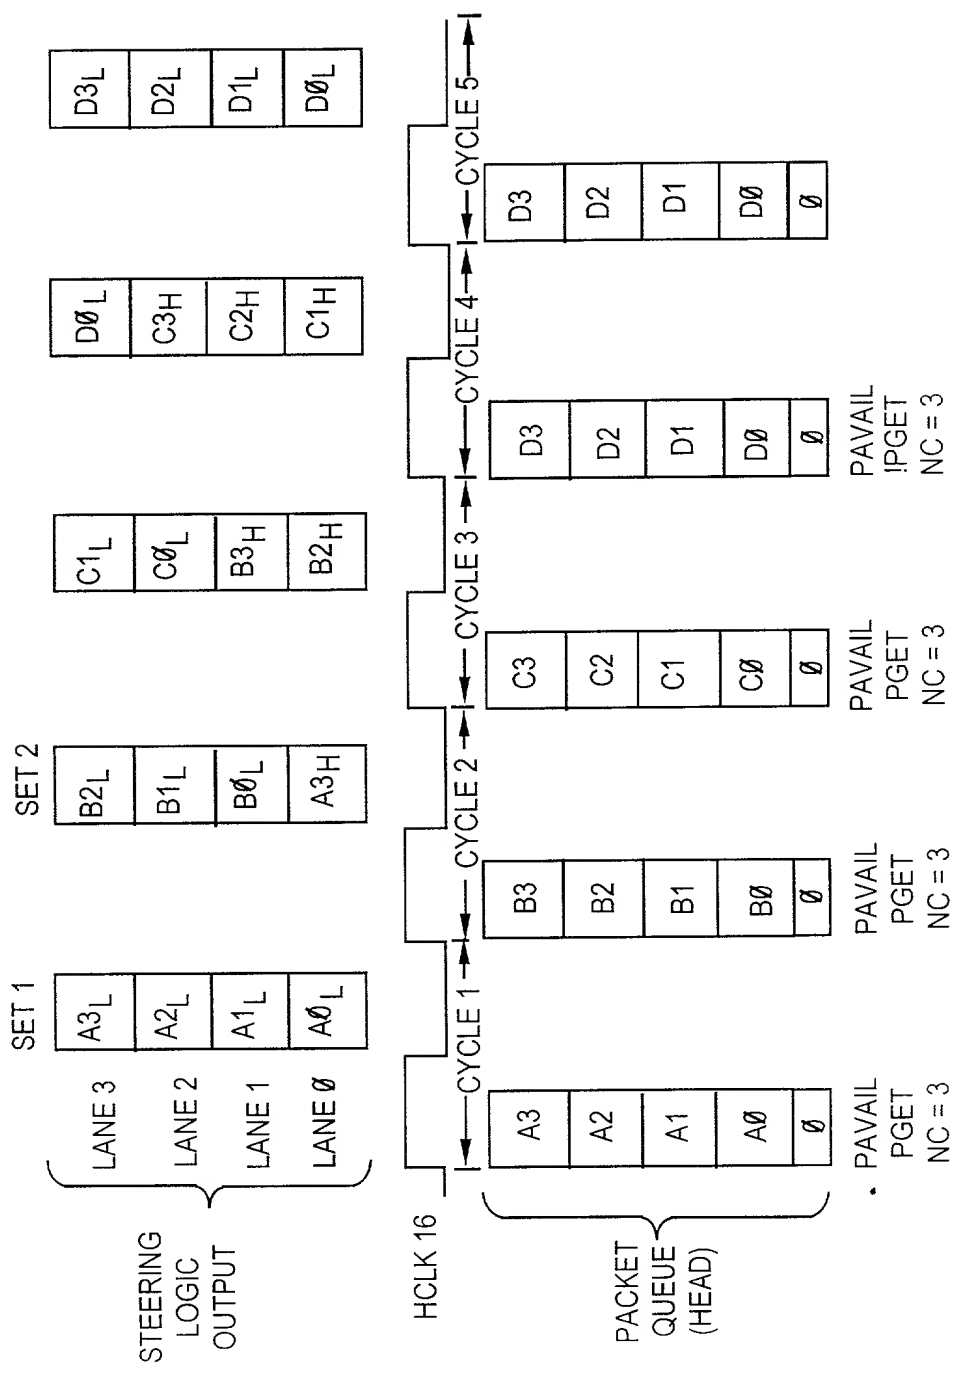 SET 1
SET 2
LANE 3
A3L
B2L
C1L
DØL
D3L
LANE 2
A2L
B1L
CØL
C3H
D2L
LANE 1
A1L
BØL
B3H
C2H
D1L
LANE Ø
AØL
A3H
B2H
C1H
DØL
STEERING
LOGIC
OUTPUT
HCLK 16
CYCLE 1
CYCLE 2
CYCLE 3
CYCLE 4
CYCLE 5
PACKET
QUEUE
(HEAD)
A3
B3
C3
D3
D3
A2
B2
C2
D2
D2
A1
B1
C1
D1
D1
AØ
BØ
CØ
DØ
DØ
Ø
Ø
Ø
Ø
Ø
PAVAIL
PGET
NC = 3
PAVAIL
PGET
NC = 3
PAVAIL
PGET
NC = 3
PAVAIL
!PGET
NC = 3